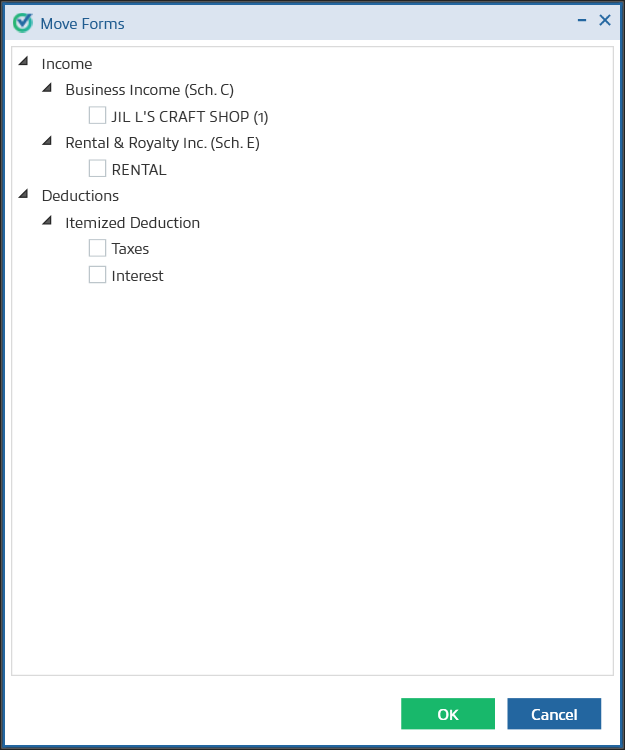 Move Forms
Income
Business Income (Sch. C)
JIL L'S CRAFT SHOP (1)
Rental & Royalty Inc. (Sch. E)
RENTAL
Deductions
Itemized Deduction
Taxes
Interest
OK
Cancel